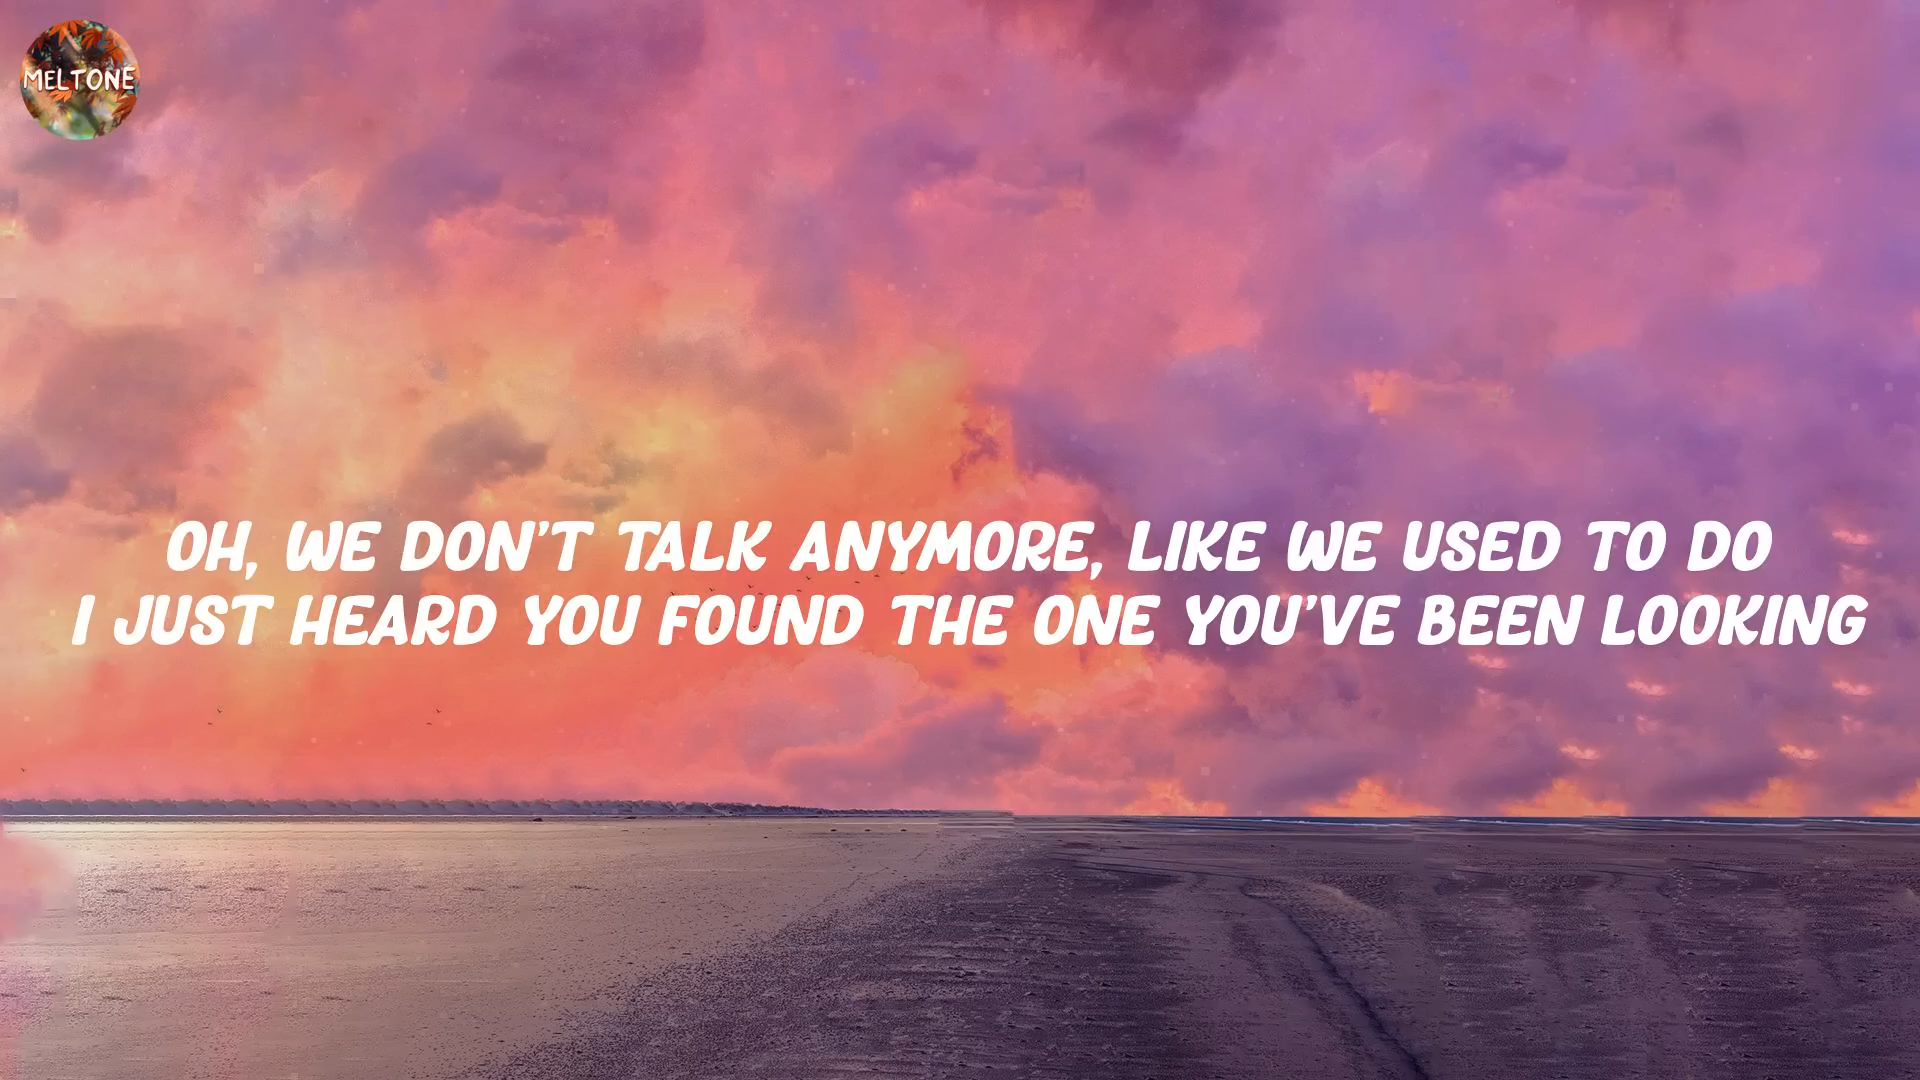 MELTONE
OH, WE DON'T TALK ANYMORE, LIKE WE USED TO DO
I JUST HEARD YOU FOUND THE ONE YOU'VE BEEN LOOKING